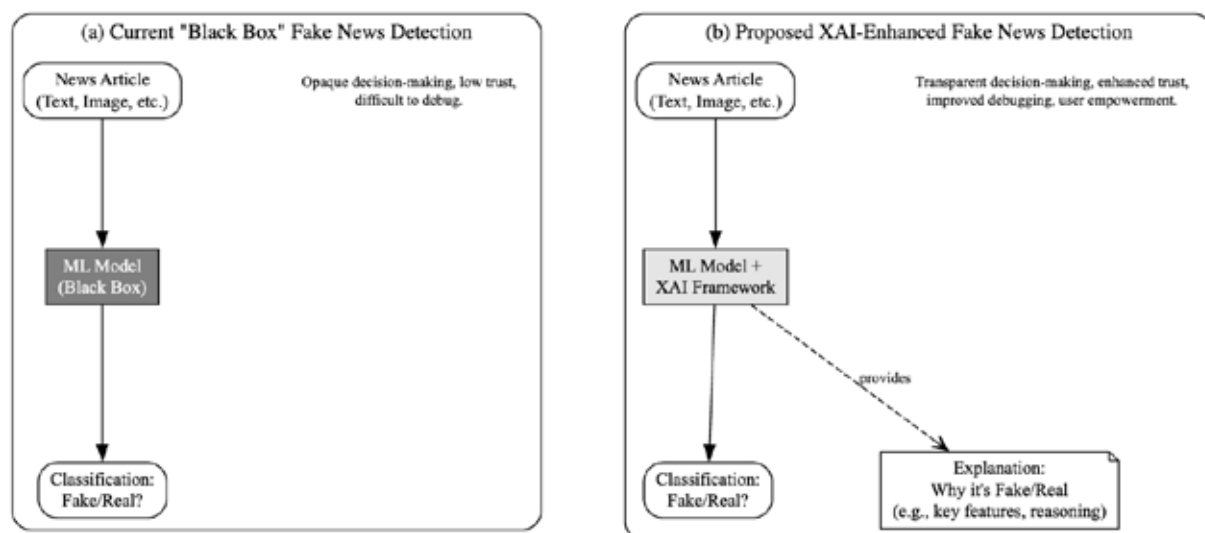 (a) Current "Black Box" Fake News Detection
News Article
(Text, Image, etc.)
Opaque decision-making, low trust,
difficult to debug.
ML Model
(Black Box)
Classification:
Fake/Real?
(b) Proposed XAI-Enhanced Fake News Detection
News Article
(Text, Image, etc.)
Transparent decision-making, enhanced trust,
improved debugging, user empowerment.
ML Model +
XAI Framework
provides
Classification:
Fake/Real?
Explanation:
Why it's Fake/Real
(e.g., key features, reasoning)